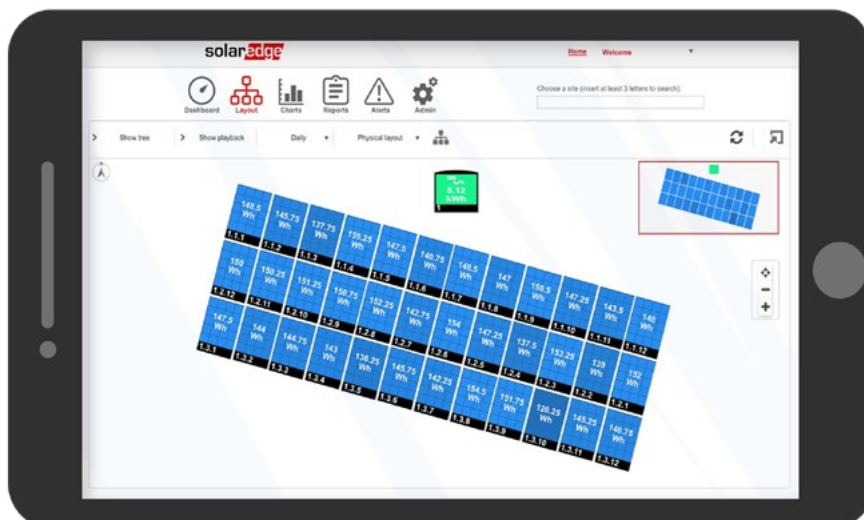 solaredge
Home Welcome
Dashboard Layout Charts Reports Alerts Admin
Choose a site (insert at least 3 letters to search):
Show tree Show playback Daily Physical layout
5.12
kWh
1
148.5 Wh 145.75 Wh 137.75 Wh 155.25 Wh 147.5 Wh 140.75 Wh 148.5 Wh 147 Wh 150.5 Wh 147.25 Wh 143.5 Wh 148 Wh
1.1.1 1.1.2 1.1.3 1.1.4 1.1.5 1.1.6 1.1.7 1.1.8 1.1.9 1.1.10 1.1.11 1.1.12
150 Wh 150.25 Wh 151.25 Wh 150.75 Wh 152.25 Wh 142.75 Wh 154 Wh 147.25 Wh 137.5 Wh 153.25 Wh 139 Wh 152 Wh
1.2.12 1.2.11 1.2.10 1.2.9 1.2.8 1.2.7 1.2.6 1.2.5 1.2.4 1.2.3 1.2.2 1.2.1
147.5 Wh 144 Wh 144.75 Wh 143 Wh 136.25 Wh 145.75 Wh 142.25 Wh 154.5 Wh 151.75 Wh 120.25 Wh 145.25 Wh 140.75 Wh
1.3.1 1.3.2 1.3.3 1.3.4 1.3.5 1.3.6 1.3.7 1.3.8 1.3.9 1.3.10 1.3.11 1.3.12